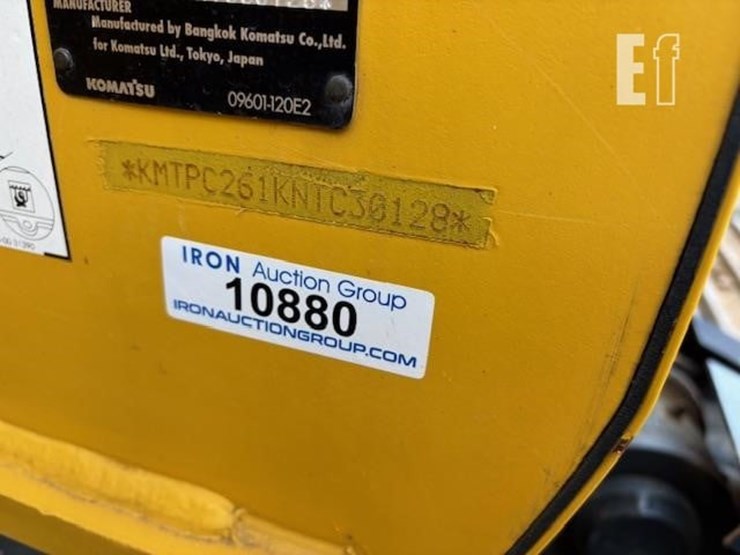 MANUFACTURER
Manufactured by Bangkok Komatsu Co.,Ltd.
for Komatsu Ltd., Tokyo, Japan
KOMATSU
09601-120E2
Ef
*KMTPC261KNTC30128*
IRON Auction Group
10880
IRONAUCTIONGROUP.COM